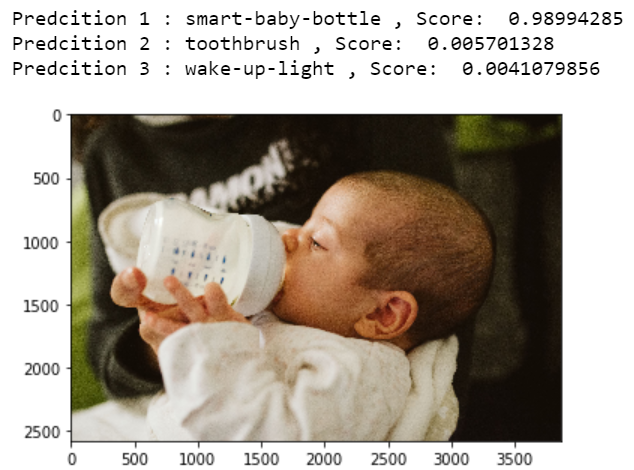 Predcition 1 : smart-baby-bottle , Score:  0.98994285
Predcition 2 : toothbrush , Score:  0.005701328
Predcition 3 : wake-up-light , Score:  0.0041079856
0
500
1000
1500
2000
2500
0 500 1000 1500 2000 2500 3000 3500